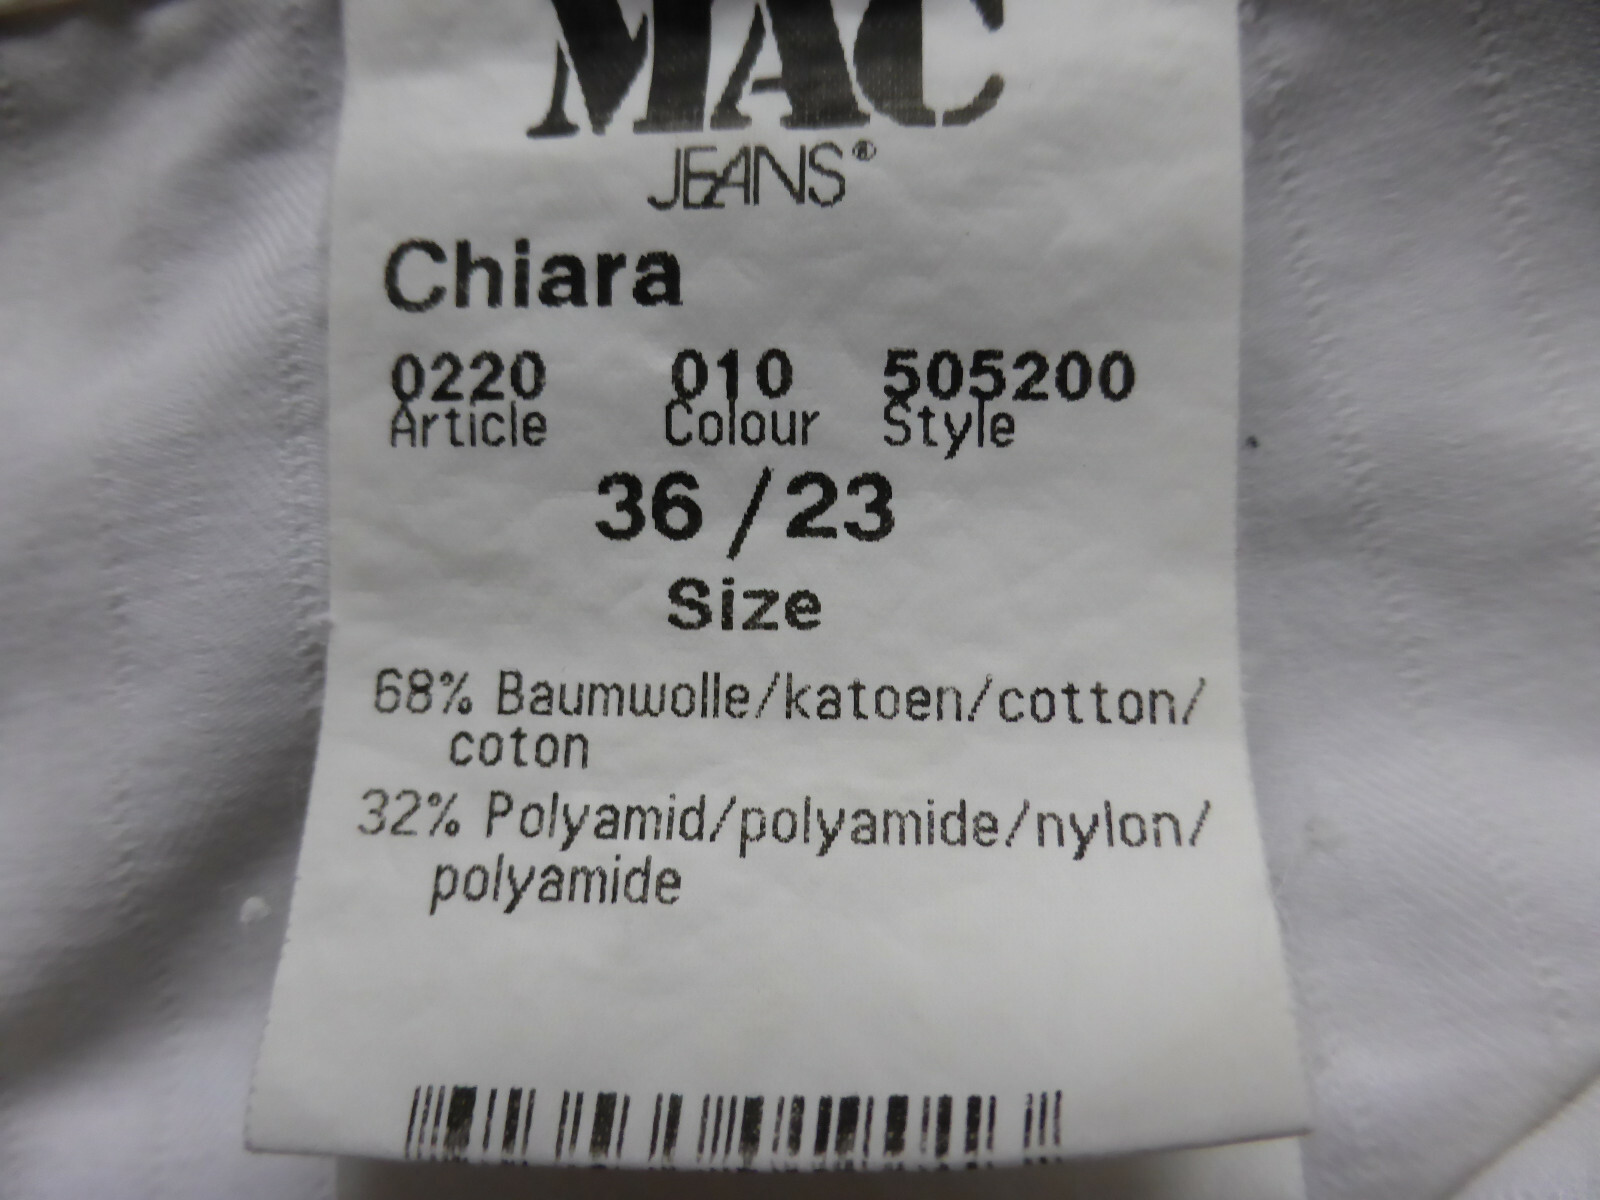 MAC
JEANS®
Chiara
0220 010 505200
Article Colour Style
36/23
Size
68% Baumwolle/katoen/cotton/
coton
32% Polyamid/polyamide/nylon/
polyamide